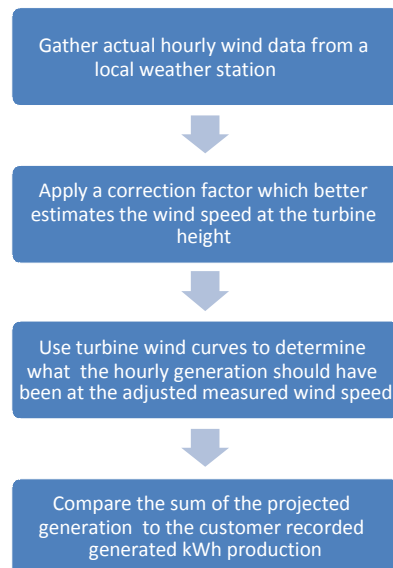 Gather actual hourly wind data from a
local weather station
Apply a correction factor which better
estimates the wind speed at the turbine
height
Use turbine wind curves to determine
what the hourly generation should have
been at the adjusted measured wind speed
Compare the sum of the projected
generation to the customer recorded
generated kWh production